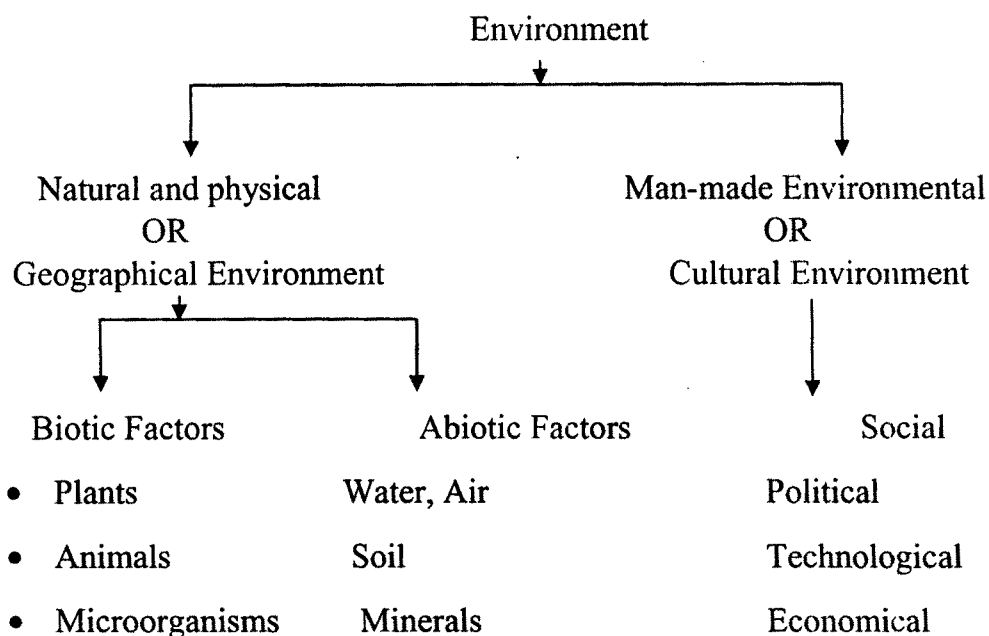 Environment
Natural and physical Man-made Environmental
OR OR
Geographical Environment Cultural Environment
Biotic Factors Abiotic Factors Social
• Plants Water, Air Political
• Animals Soil Technological
• Microorganisms Minerals Economical